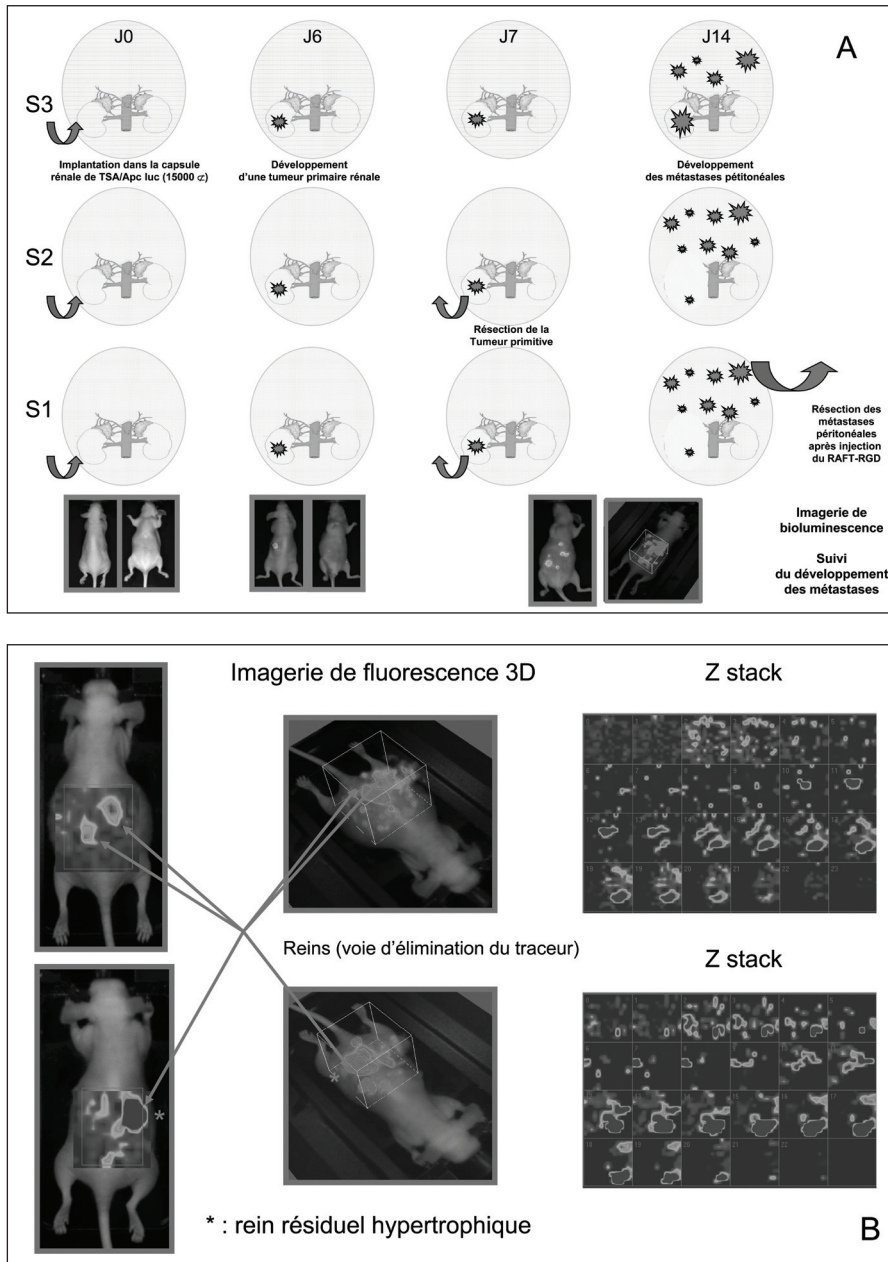 A
J0 J6 J7 J14
S3
Implantation dans la capsule
rénale de TSA/Apc luc (15000 ¢)
Développement
d'une tumeur primaire rénale
Développement
des métastases pétitonéales
S2
Résection de la
Tumeur primitive
S1
Résection des
métastases
péritonéales
après injection
du RAFT-RGD
Imagerie de
bioluminescence
Suivi
du développement
des métastases
Imagerie de fluorescence 3D
Z stack
Reins (voie d'élimination du traceur)
Z stack
*
*
* : rein résiduel hypertrophique
B